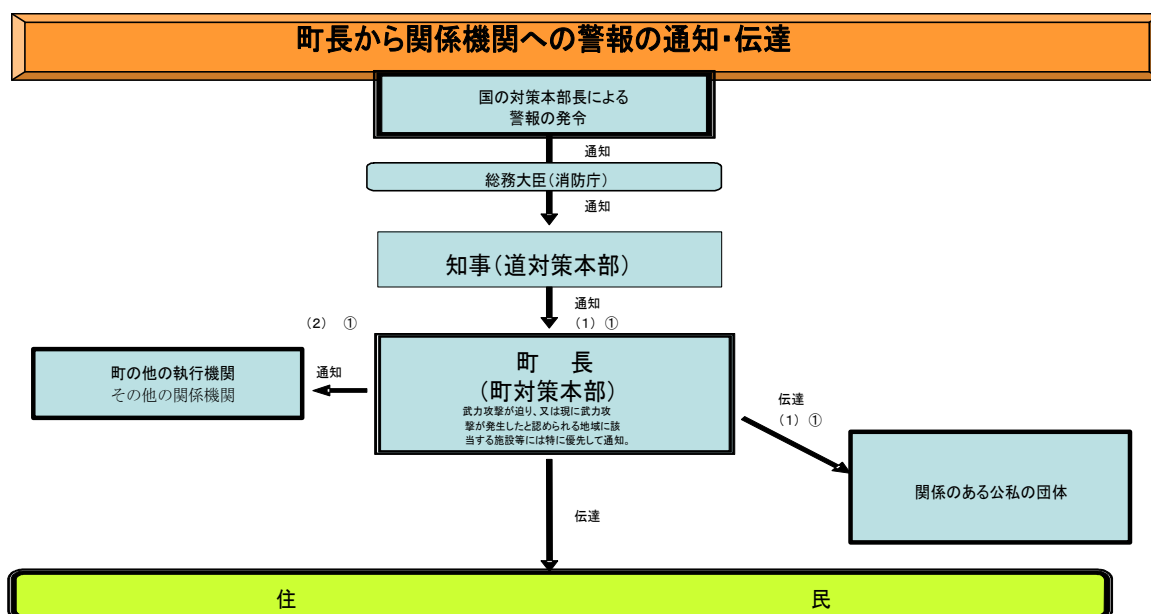 町長から関係機関への警報の通知・伝達
国の対策本部長による
警報の発令
通知
総務大臣(消防庁)
通知
知事(道対策本部)
通知
(2) ①
(1) ①
町の他の執行機関
その他の関係機関
通知
町 長
(町対策本部)
武力攻撃が迫り、又は現に武力攻
撃が発生したと認められる地域に該
当する施設等には特に優先して通知。
伝達
(1) ①
関係のある公私の団体
伝達
住 民